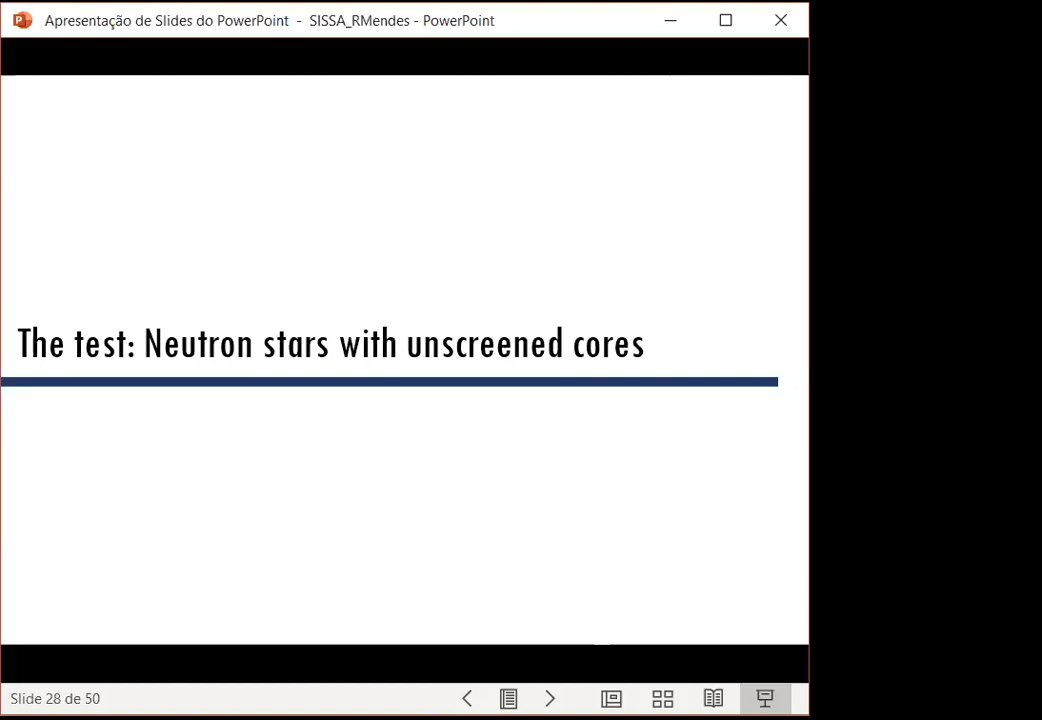 Apresentação de Slides do PowerPoint - SISSA_RMendes - PowerPoint
The test: Neutron stars with unscreened cores
Slide 28 de 50